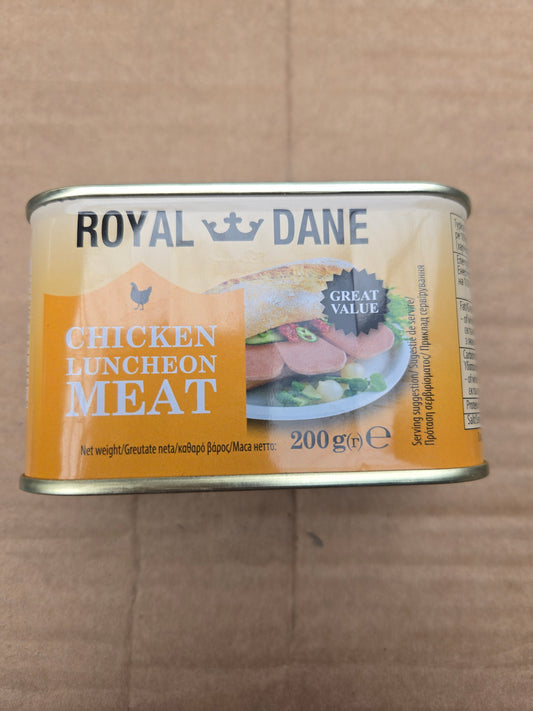 ROYAL DANE
GREAT
VALUE
CHICKEN
LUNCHEON
MEAT
Net weight/Greutate neta/καθαρό βάρος/Маса нетто:
200 g(г) ℮
Serving suggestion/ Sugestie de servire/
Πρόταση σερβιρίσματος/ Приклад сервірування